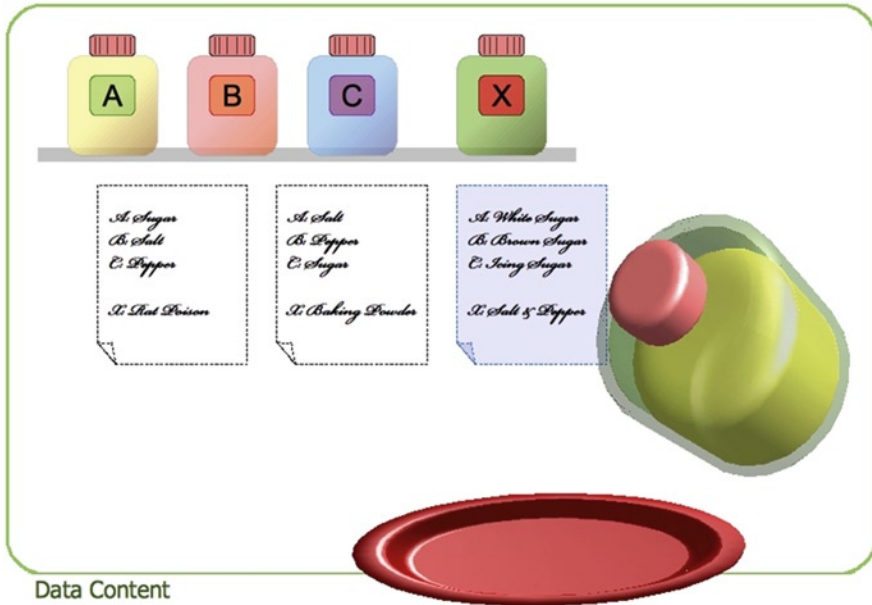 A
B
C
X
A: Sugar
B: Salt
C: Pepper
X: Rat Poison
A: Salt
B: Pepper
C: Sugar
X: Baking Powder
A: White Sugar
B: Brown Sugar
C: Icing Sugar
X: Salt & Pepper
Data Content